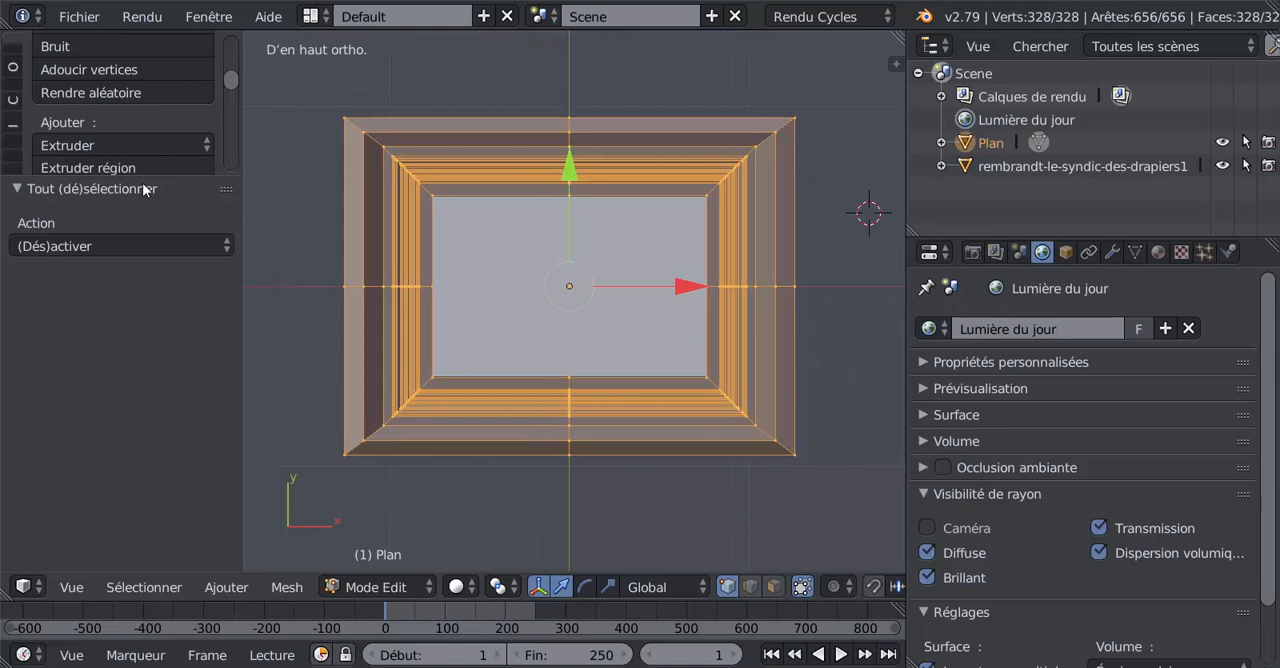 Fichier Rendu Fenêtre Aide Default Scene Rendu Cycles v2.79 | Verts:328/328 | Arêtes:656/656 | Faces:328/32
Bruit
Adoucir vertices
Rendre aléatoire
Ajouter :
Extruder
Extruder région
Tout (dé)sélectionner
Action
(Dés)activer
O
C
D'en haut ortho.
y
x
(1) Plan
Vue Chercher Toutes les scènes
Scene
Calques de rendu
Lumière du jour
Plan
rembrandt-le-syndic-des-drapiers1
Lumière du jour
Lumière du jour F
Propriétés personnalisées
Prévisualisation
Surface
Volume
Occlusion ambiante
Visibilité de rayon
Caméra Transmission
Diffuse Dispersion volumiq...
Brillant
Réglages
Surface : Volume :
Vue Sélectionner Ajouter Mesh Mode Edit Global
-600 -500 -400 -300 -200 -100 0 100 200 300 400 500 600 700 800
Vue Marqueur Frame Lecture Début: 1 Fin: 250 1